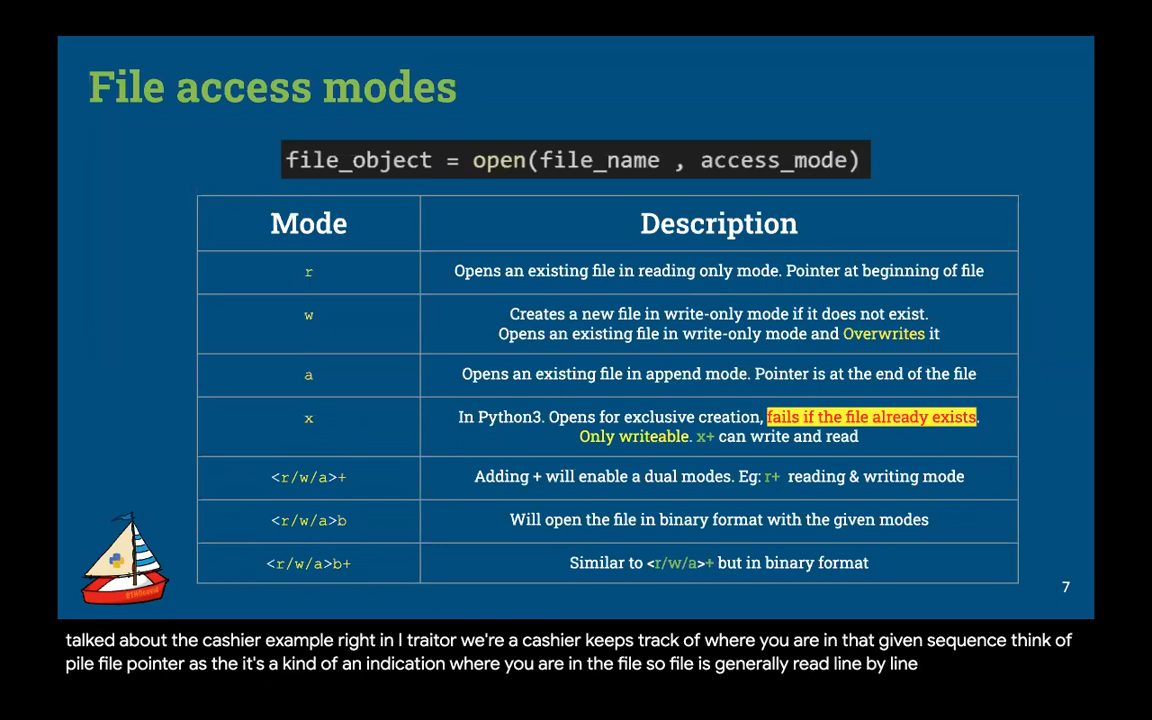 File access modes
file_object = open(file_name , access_mode)
Mode
Description
r
Opens an existing file in reading only mode. Pointer at beginning of file
w
Creates a new file in write-only mode if it does not exist.
Opens an existing file in write-only mode and Overwrites it
a
Opens an existing file in append mode. Pointer is at the end of the file
x
In Python3. Opens for exclusive creation, fails if the file already exists.
Only writeable. x+ can write and read
<r/w/a>+
Adding + will enable a dual modes. Eg: r+ reading & writing mode
<r/w/a>b
Will open the file in binary format with the given modes
<r/w/a>b+
Similar to <r/w/a>+ but in binary format
7
talked about the cashier example right in I traitor we're a cashier keeps track of where you are in that given sequence think of
pile file pointer as the it's a kind of an indication where you are in the file so file is generally read line by line